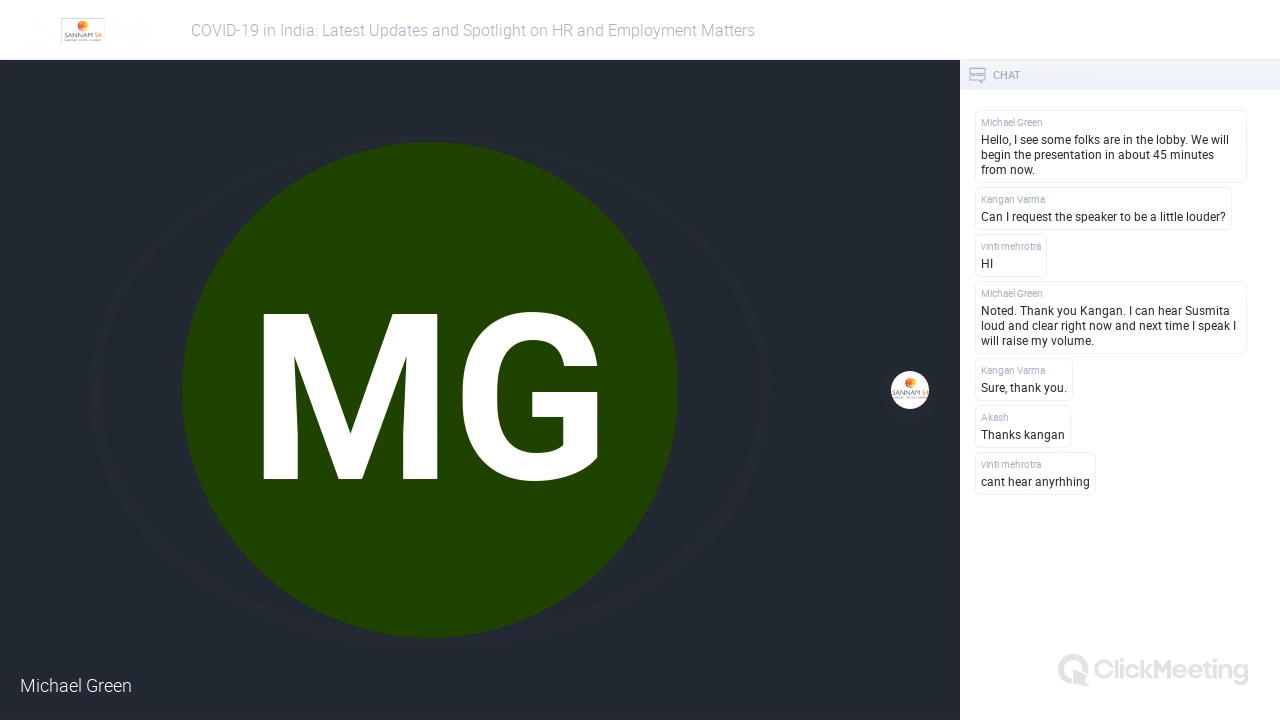 SANNAM S4
COVID-19 in India: Latest Updates and Spotlight on HR and Employment Matters
CHAT
Michael Green
Hello, I see some folks are in the lobby. We will
begin the presentation in about 45 minutes
from now.
Kangan Varma
Can I request the speaker to be a little louder?
vinti mehrotra
HI
Michael Green
Noted. Thank you Kangan. I can hear Susmita
loud and clear right now and next time I speak I
will raise my volume.
Kangan Varma
Sure, thank you.
Akash
Thanks kangan
vinti mehrotra
cant hear anyrhhing
MG
SANNAM S4
Michael Green
ClickMeeting